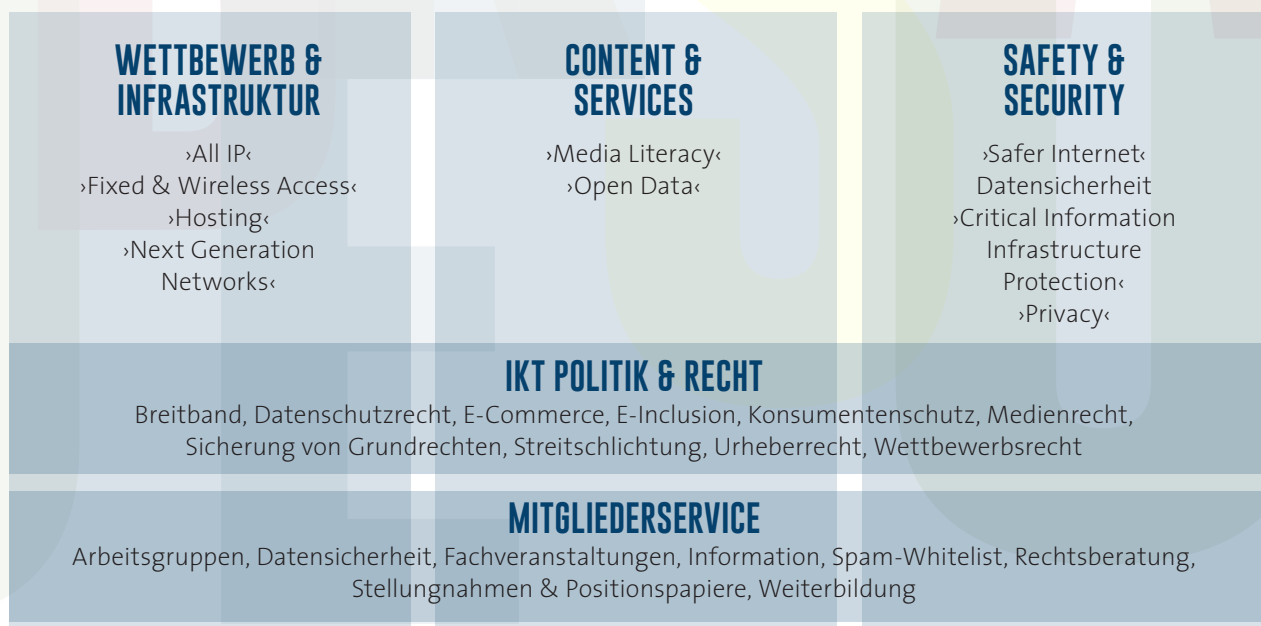 WETTBEWERB &
INFRASTRUKTUR
›All IP‹
›Fixed & Wireless Access‹
›Hosting‹
›Next Generation
Networks‹
CONTENT &
SERVICES
›Media Literacy‹
›Open Data‹
SAFETY &
SECURITY
›Safer Internet‹
Datensicherheit
›Critical Information
Infrastructure
Protection‹
›Privacy‹
IKT POLITIK & RECHT
Breitband, Datenschutzrecht, E-Commerce, E-Inclusion, Konsumentenschutz, Medienrecht,
Sicherung von Grundrechten, Streitschlichtung, Urheberrecht, Wettbewerbsrecht
MITGLIEDERSERVICE
Arbeitsgruppen, Datensicherheit, Fachveranstaltungen, Information, Spam-Whitelist, Rechtsberatung,
Stellungnahmen & Positionspapiere, Weiterbildung